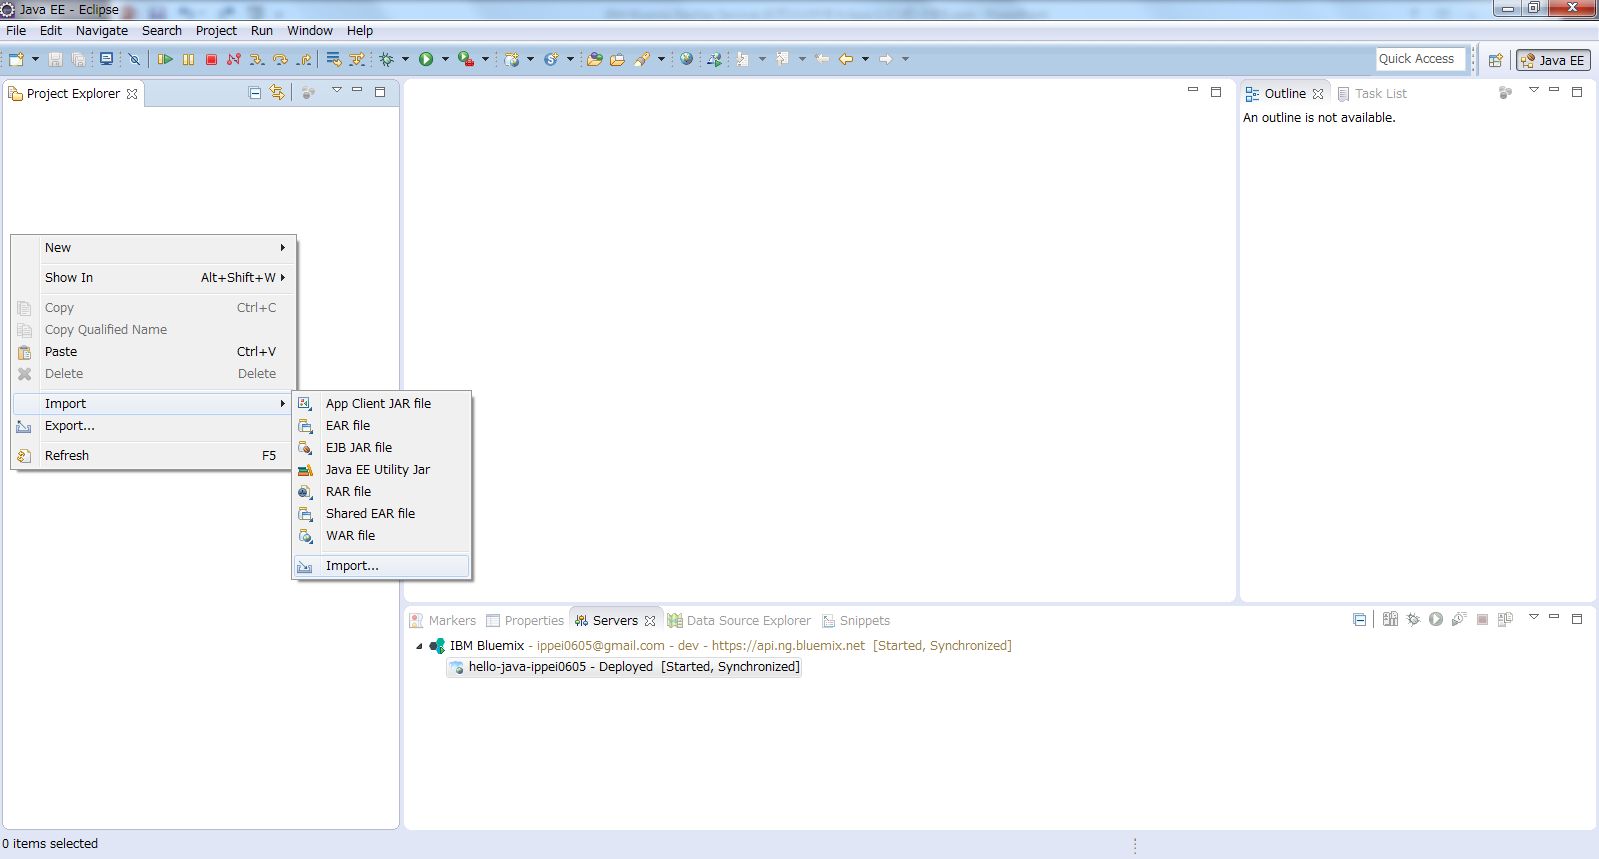 Java EE - Eclipse
File Edit Navigate Search Project Run Window Help
Quick Access
Java EE
Project Explorer
Outline
Task List
An outline is not available.
New
Show In Alt+Shift+W
Copy Ctrl+C
Copy Qualified Name
Paste Ctrl+V
Delete Delete
Import
Export...
Refresh F5
App Client JAR file
EAR file
EJB JAR file
Java EE Utility Jar
RAR file
Shared EAR file
WAR file
Import...
Markers Properties Servers Data Source Explorer Snippets
IBM Bluemix - ippei0605@gmail.com - dev - https://api.ng.bluemix.net [Started, Synchronized]
hello-java-ippei0605 - Deployed [Started, Synchronized]
0 items selected